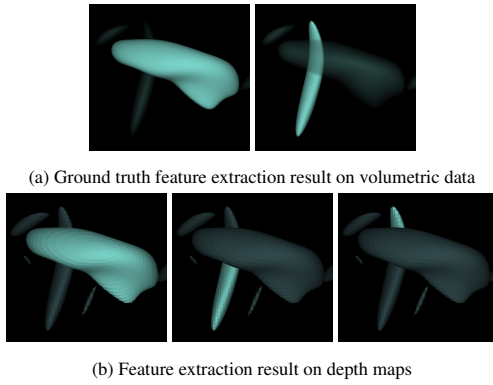 (a) Ground truth feature extraction result on volumetric data
(b) Feature extraction result on depth maps